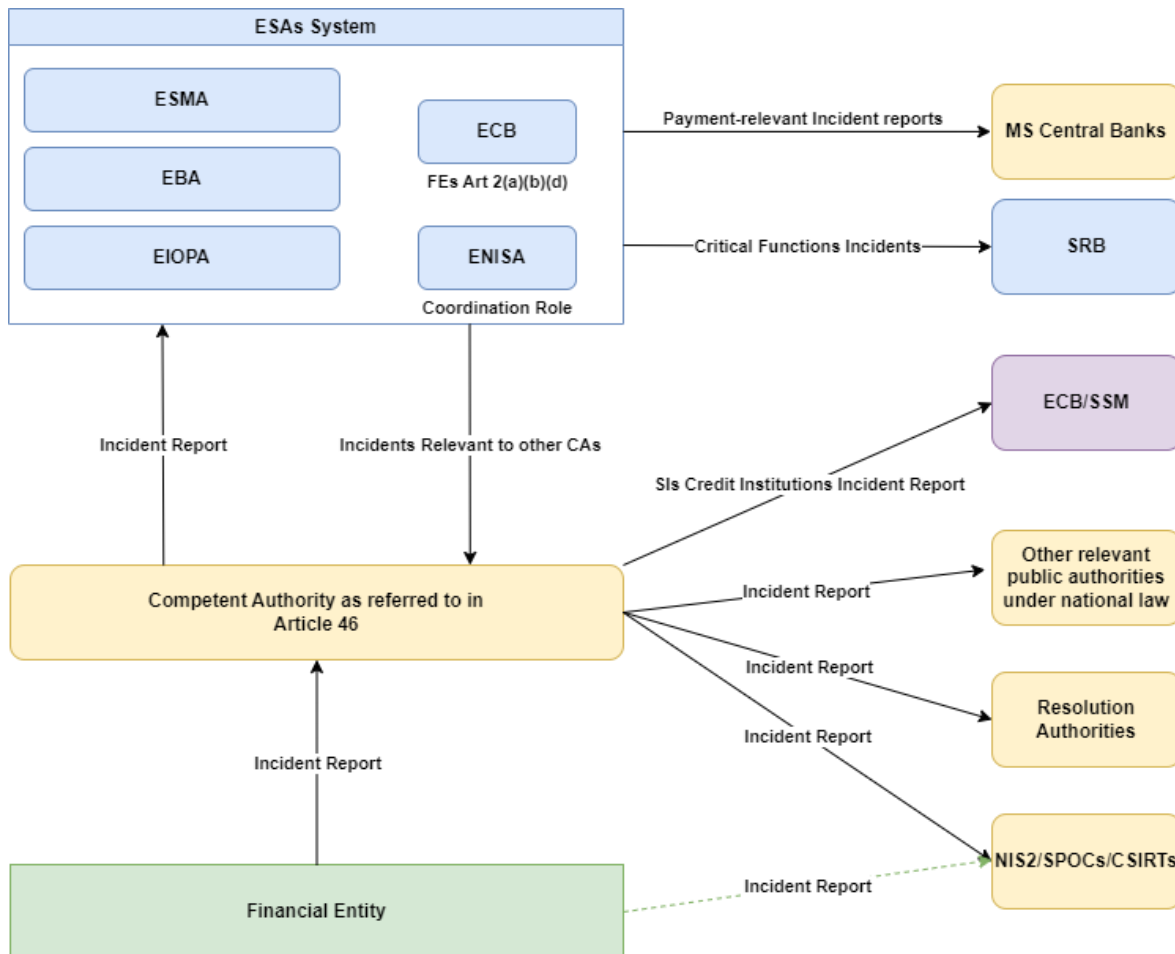 ESAs System
ESMA
ECB
EBA
FEs Art 2(a)(b)(d)
EIOPA
ENISA
Coordination Role
Payment-relevant Incident reports
MS Central Banks
Critical Functions Incidents
SRB
Incident Report
Incidents Relevant to other CAs
ECB/SSM
SIs Credit Institutions Incident Report
Competent Authority as referred to in
Article 46
Incident Report
Other relevant
public authorities
under national law
Incident Report
Resolution
Authorities
Incident Report
Incident Report
NIS2/SPOCs/CSIRTs
Incident Report
Financial Entity